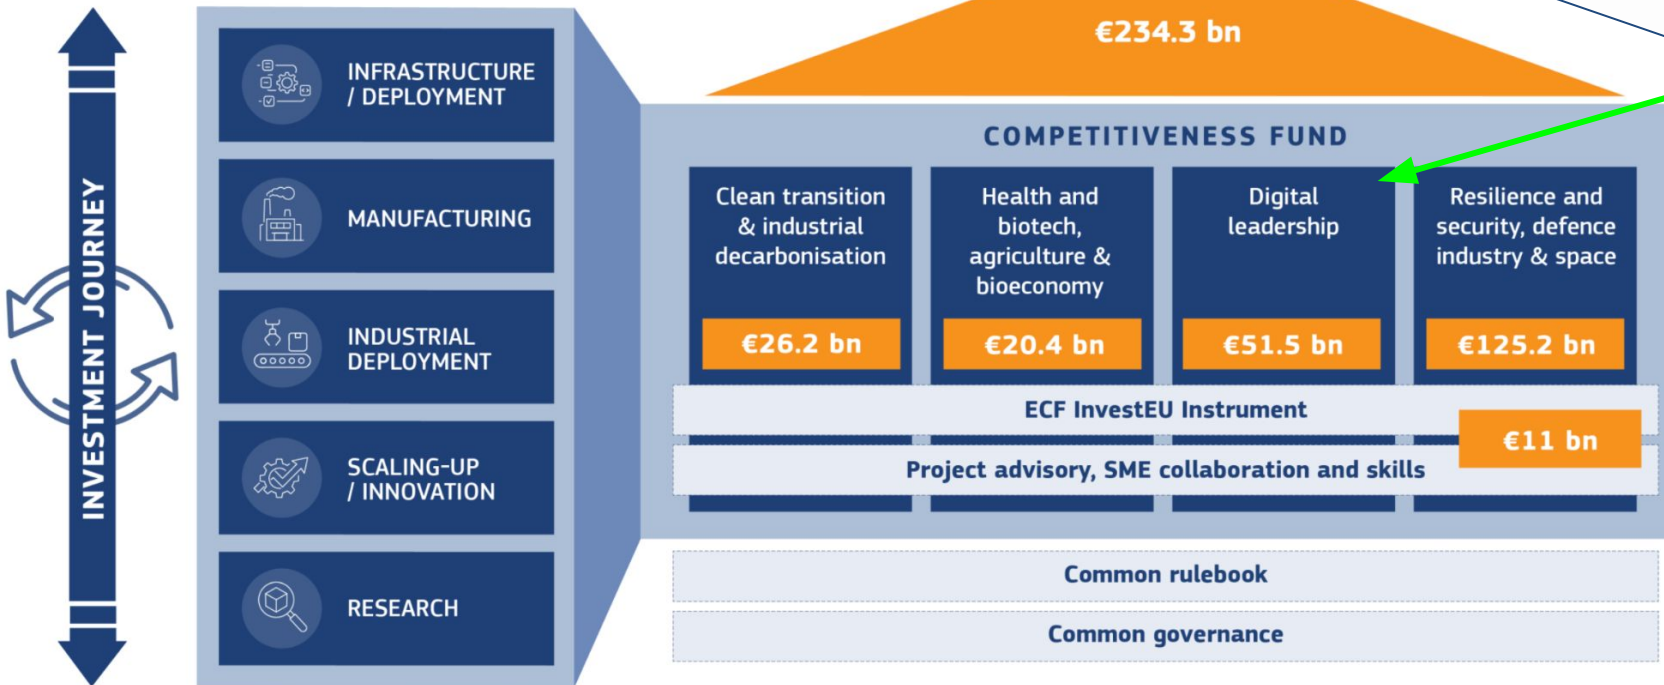 INVESTMENT JOURNEY
INFRASTRUCTURE
/ DEPLOYMENT
MANUFACTURING
INDUSTRIAL
DEPLOYMENT
SCALING-UP
/ INNOVATION
RESEARCH
€234.3 bn
COMPETITIVENESS FUND
Clean transition
& industrial
decarbonisation
€26.2 bn
Health and
biotech,
agriculture &
bioeconomy
€20.4 bn
Digital
leadership
€51.5 bn
Resilience and
security, defence
industry & space
€125.2 bn
ECF InvestEU Instrument
€11 bn
Project advisory, SME collaboration and skills
Common rulebook
Common governance